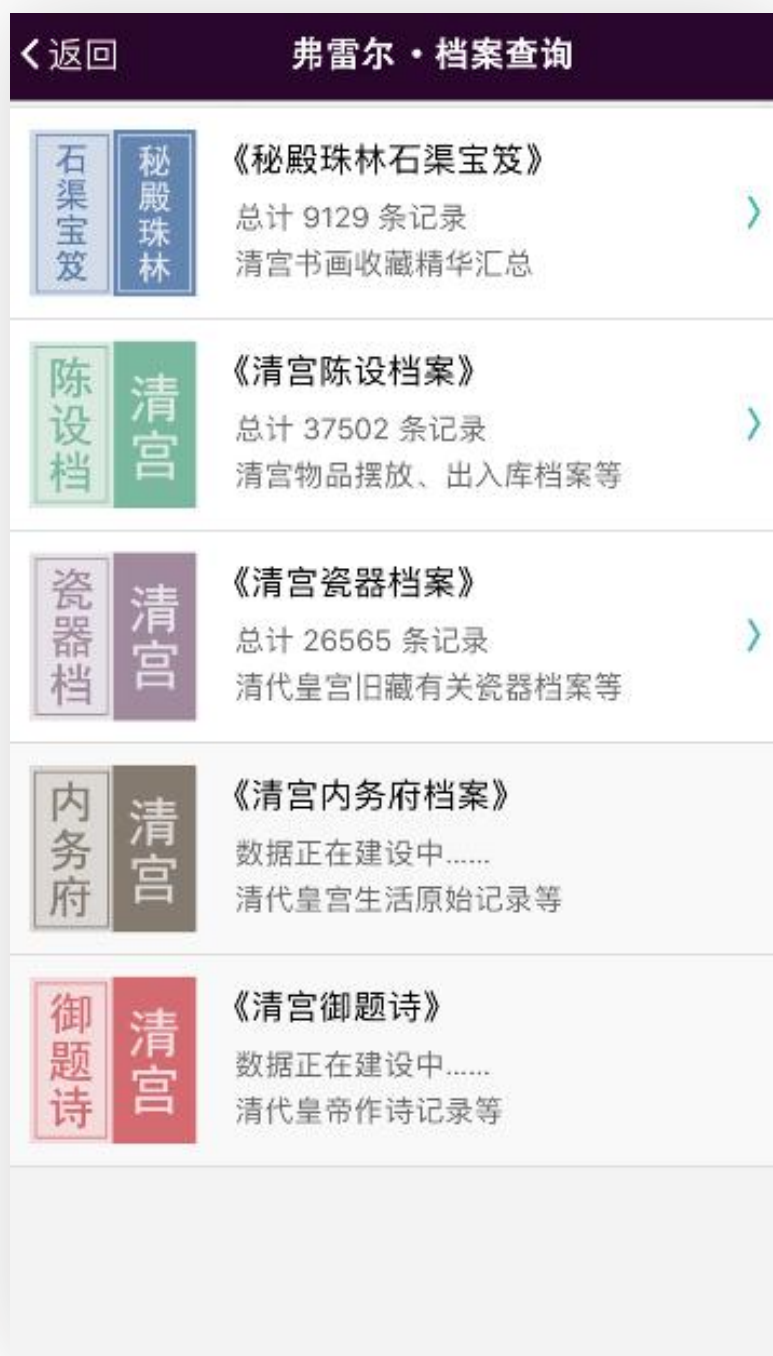 返回
弗雷尔·档案查询
石渠宝笈
秘殿珠林
《秘殿珠林石渠宝笈》
总计 9129 条记录
清宫书画收藏精华汇总
陈设档
清宫
《清宫陈设档案》
总计 37502 条记录
清宫物品摆放、出入库档案等
瓷器档
清宫
《清宫瓷器档案》
总计 26565 条记录
清代皇宫旧藏有关瓷器档案等
内务府
清宫
《清宫内务府档案》
数据正在建设中……
清代皇宫生活原始记录等
御题诗
清宫
《清宫御题诗》
数据正在建设中……
清代皇帝作诗记录等